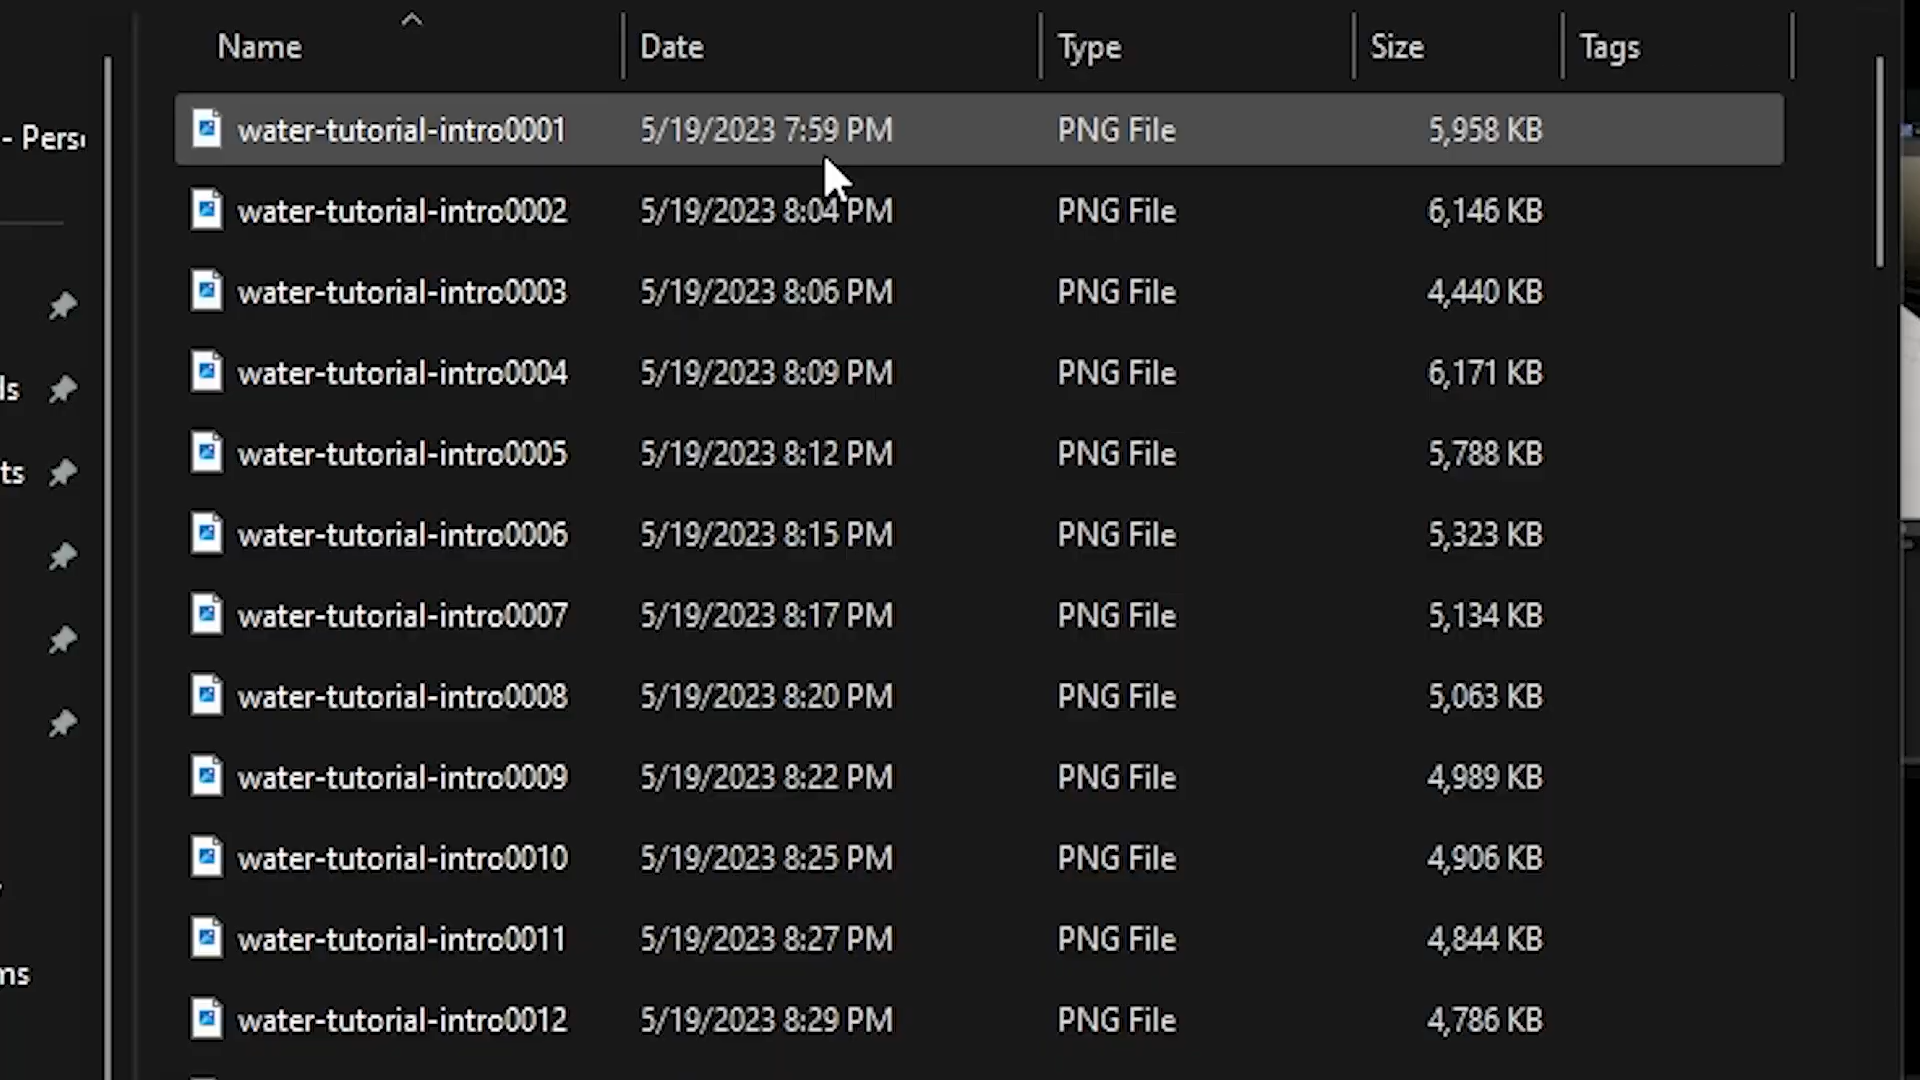 Name Date Type Size Tags
water-tutorial-intro0001 5/19/2023 7:59 PM PNG File 5,958 KB
- Pers
water-tutorial-intro0002 5/19/2023 8:04 PM PNG File 6,146 KB
water-tutorial-intro0003 5/19/2023 8:06 PM PNG File 4,440 KB
water-tutorial-intro0004 5/19/2023 8:09 PM PNG File 6,171 KB
ls
water-tutorial-intro0005 5/19/2023 8:12 PM PNG File 5,788 KB
ts
water-tutorial-intro0006 5/19/2023 8:15 PM PNG File 5,323 KB
water-tutorial-intro0007 5/19/2023 8:17 PM PNG File 5,134 KB
water-tutorial-intro0008 5/19/2023 8:20 PM PNG File 5,063 KB
water-tutorial-intro0009 5/19/2023 8:22 PM PNG File 4,989 KB
water-tutorial-intro0010 5/19/2023 8:25 PM PNG File 4,906 KB
water-tutorial-intro0011 5/19/2023 8:27 PM PNG File 4,844 KB
ms
water-tutorial-intro0012 5/19/2023 8:29 PM PNG File 4,786 KB